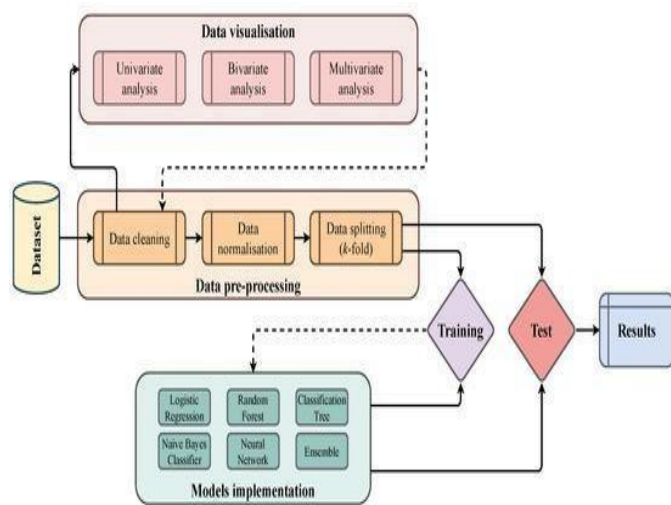 Data visualisation
Univariate
analysis
Bivariate
analysis
Multivariate
analysis
Dataset
Data cleaning
Data
normalisation
Data splitting
(k-fold)
Data pre-processing
Training
Test
Results
Logistic
Regression
Random
Forest
Classification
Tree
Naive Bayes
Classifier
Neural
Network
Ensemble
Models implementation